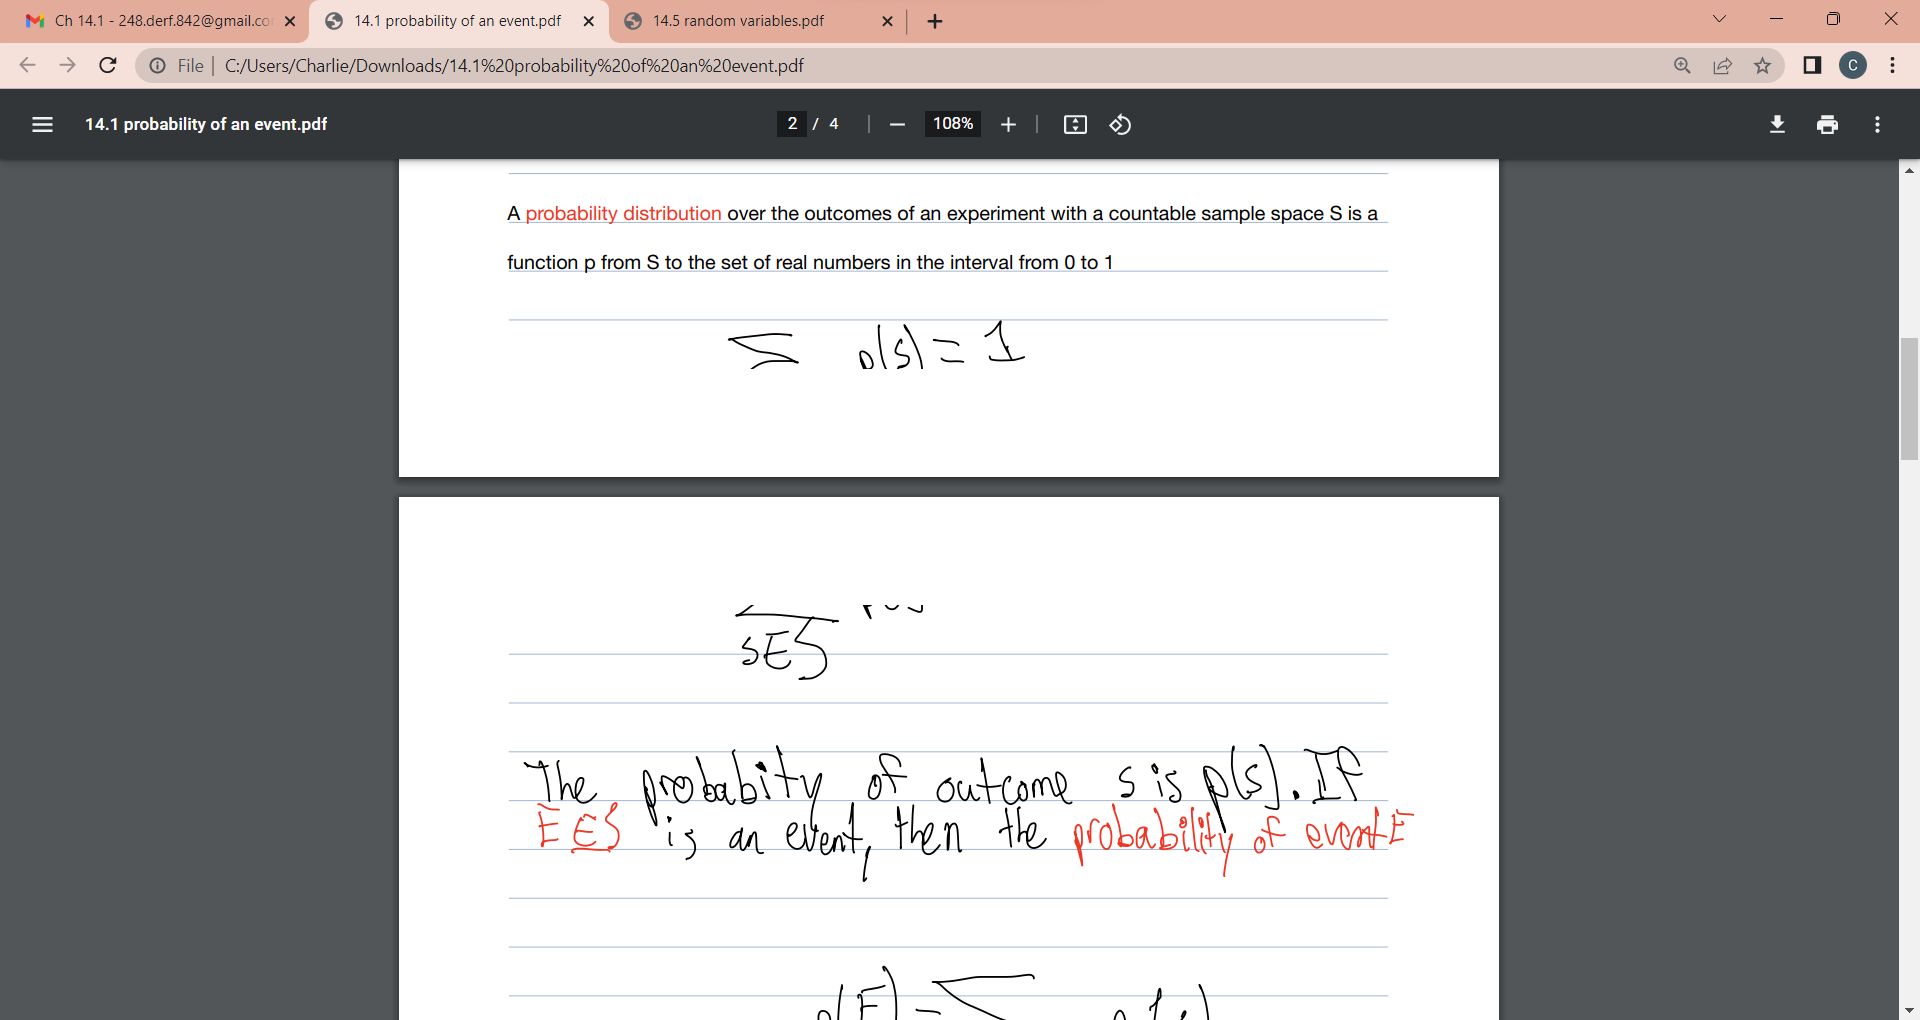 Ch 14.1 - 248.derf.842@gmail.co
14.1 probability of an event.pdf
14.5 random variables.pdf
File | C:/Users/Charlie/Downloads/14.1%20probability%20of%20an%20event.pdf
C
14.1 probability of an event.pdf
2 / 4
108%
A probability distribution over the outcomes of an experiment with a countable sample space S is a
function p from S to the set of real numbers in the interval from 0 to 1
Σ p(s) = 1
s∈S
The probabity of outcome s is p(s). If
E ⊆ S is an event, then the probability of event E
p(E) = Σ p(s)